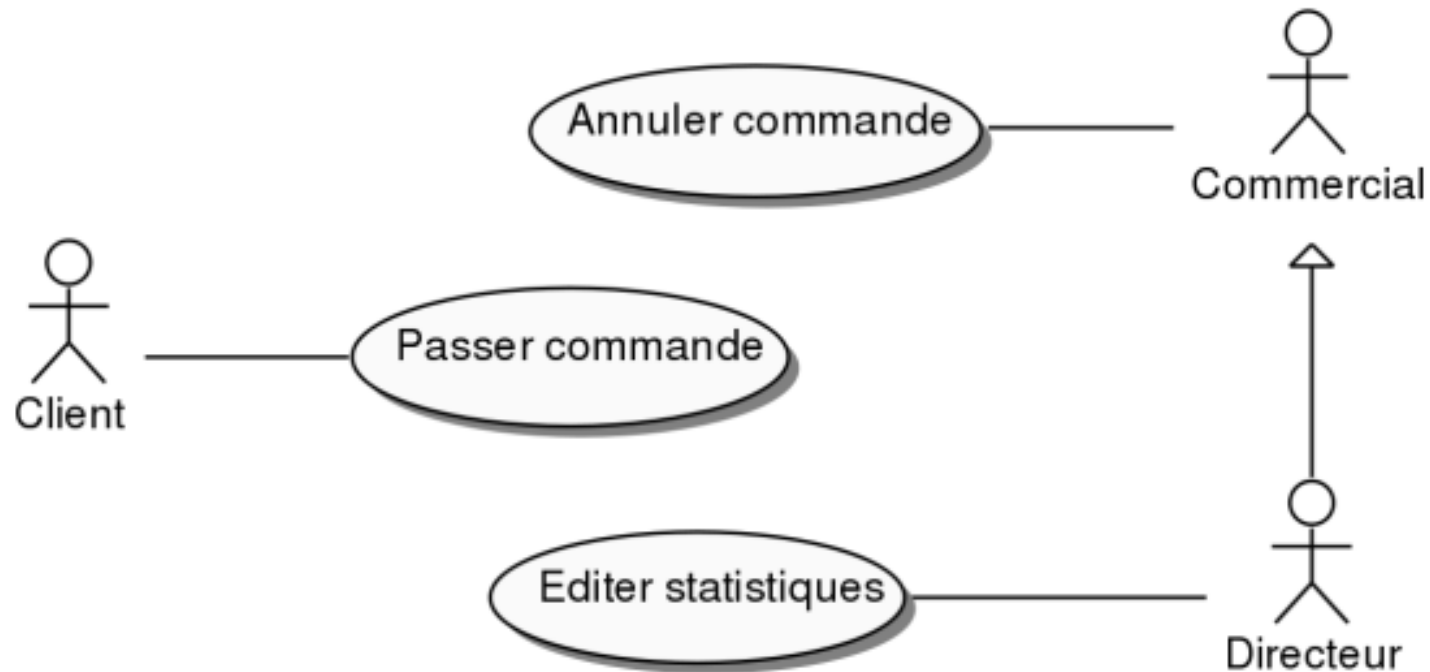 Annuler commande
Commercial
Passer commande
Client
Editer statistiques
Directeur